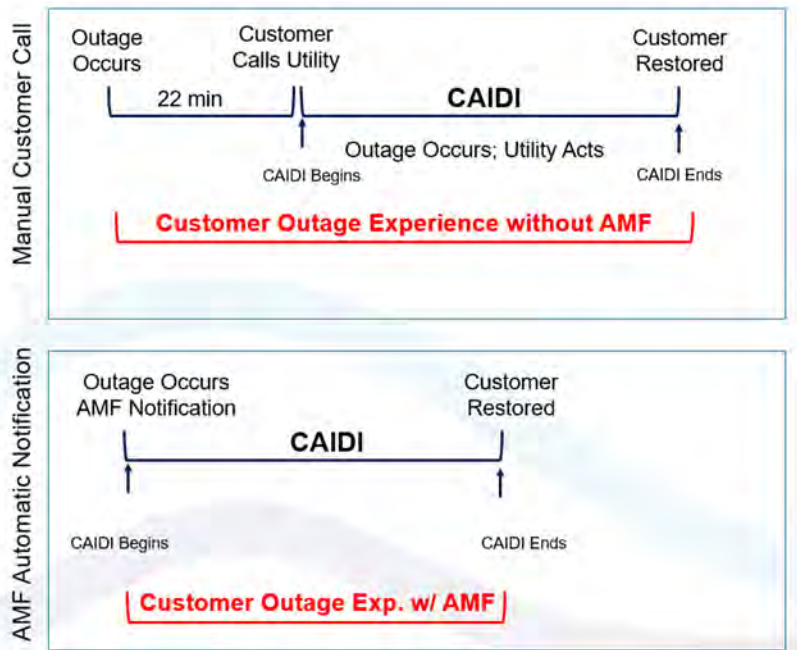 Manual Customer Call
Outage
Occurs
Customer
Calls Utility
Customer
Restored
22 min
CAIDI
Outage Occurs; Utility Acts
CAIDI Begins
CAIDI Ends
Customer Outage Experience without AMF
AMF Automatic Notification
Outage Occurs
AMF Notification
Customer
Restored
CAIDI
CAIDI Begins
CAIDI Ends
Customer Outage Exp. w/ AMF